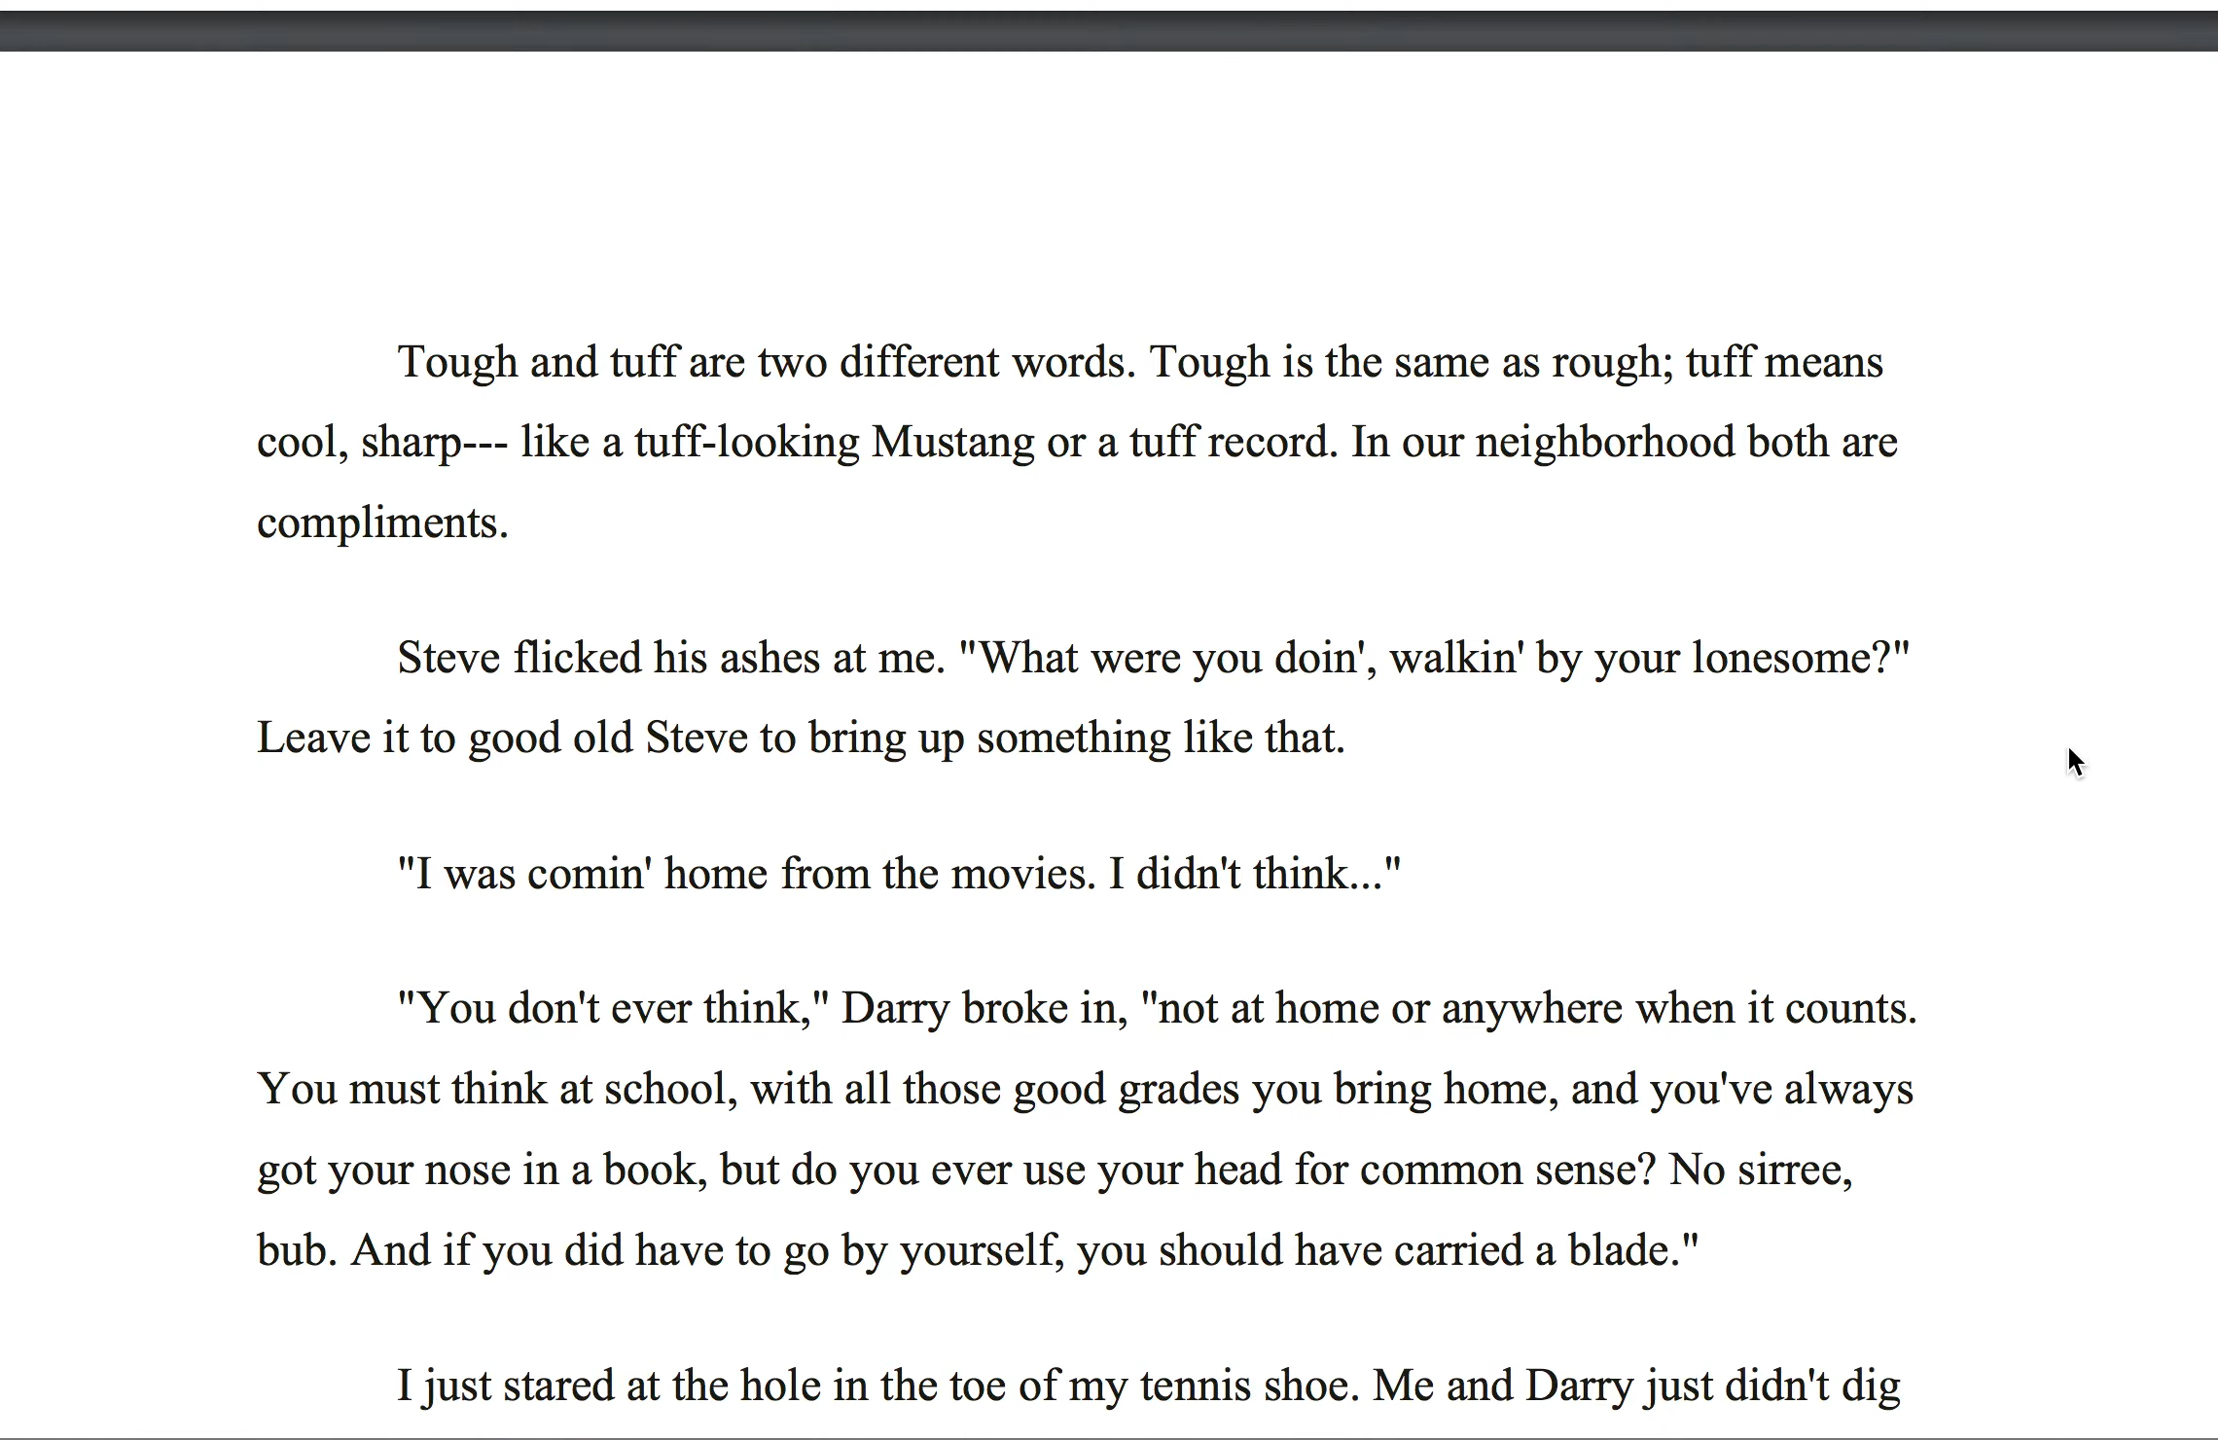 Tough and tuff are two different words. Tough is the same as rough; tuff means
cool, sharp--- like a tuff-looking Mustang or a tuff record. In our neighborhood both are
compliments.
Steve flicked his ashes at me. "What were you doin', walkin' by your lonesome?"
Leave it to good old Steve to bring up something like that.
"I was comin' home from the movies. I didn't think..."
"You don't ever think," Darry broke in, "not at home or anywhere when it counts.
You must think at school, with all those good grades you bring home, and you've always
got your nose in a book, but do you ever use your head for common sense? No sirree,
bub. And if you did have to go by yourself, you should have carried a blade."
I just stared at the hole in the toe of my tennis shoe. Me and Darry just didn't dig